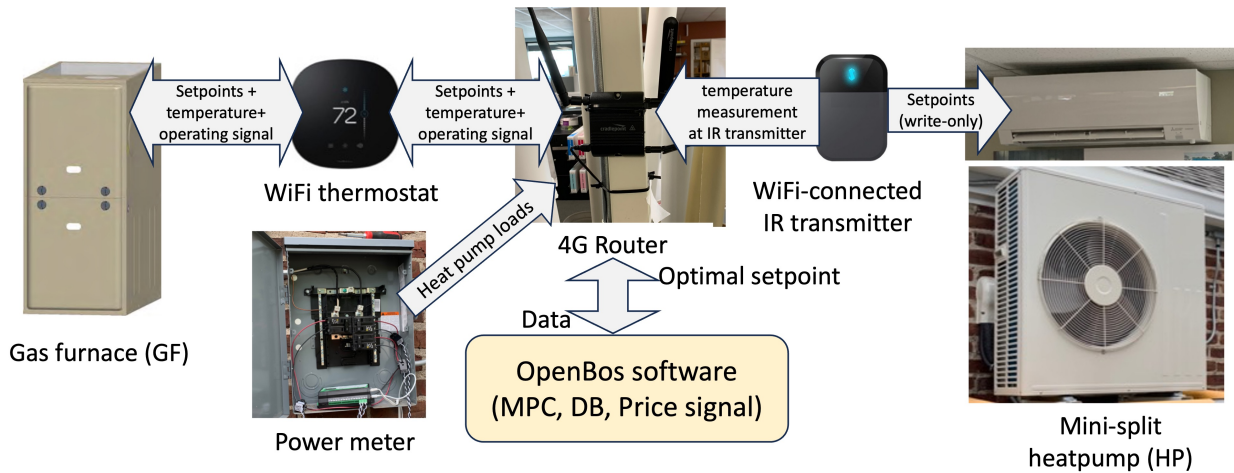 Setpoints +
temperature+
operating signal
72
WiFi thermostat
Setpoints +
temperature+
operating signal
4G Router
temperature
measurement
at IR transmitter
WiFi-connected
IR transmitter
Setpoints
(write-only)
Gas furnace (GF)
Power meter
Heat pump loads
Optimal setpoint
Data
OpenBos software
(MPC, DB, Price signal)
Mini-split
heatpump (HP)